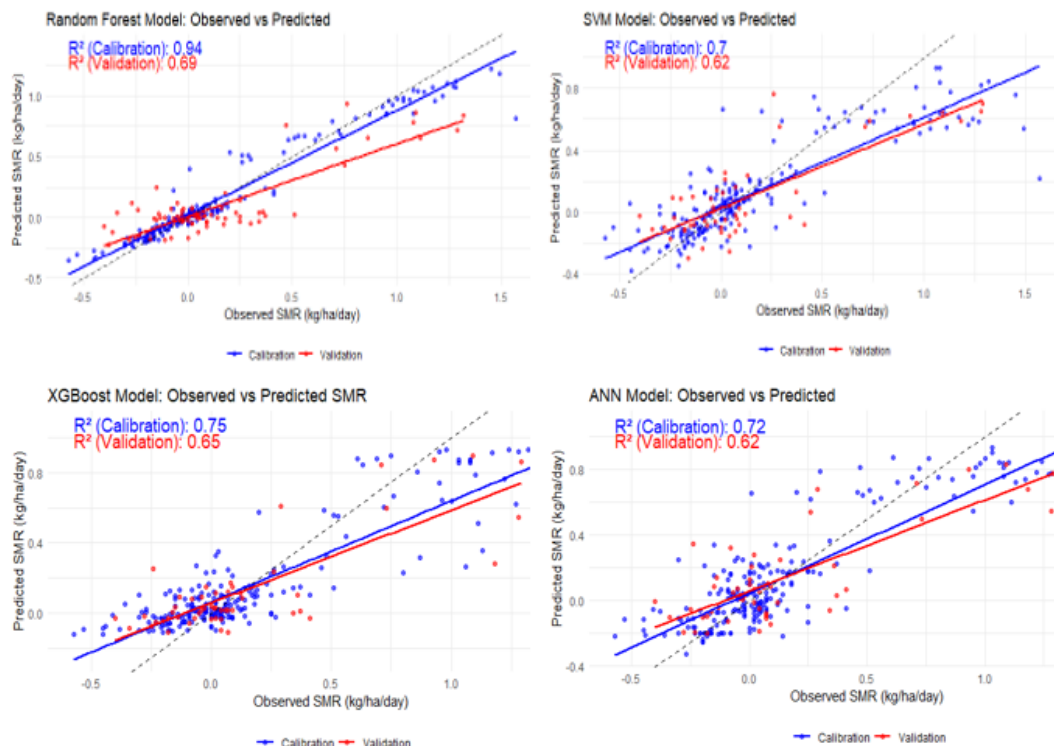 Random Forest Model: Observed vs Predicted
R² (Calibration): 0.94
R² (Validation): 0.69
Predicted SMR (kg/ha/day)
1.0
0.5
0.0
-0.5
-0.5 0.0 0.5 1.0 1.5
Observed SMR (kg/ha/day)
Calibration Validation
SVM Model: Observed vs Predicted
R² (Calibration): 0.7
R² (Validation): 0.62
Predicted SMR (kg/ha/day)
0.8
0.4
0.0
-0.4
-0.5 0.0 0.5 1.0 1.5
Observed SMR (kg/ha/day)
Calibration Validation
XGBoost Model: Observed vs Predicted SMR
R² (Calibration): 0.75
R² (Validation): 0.65
Predicted SMR (kg/ha/day)
0.8
0.4
0.0
-0.5 0.0 0.5 1.0
Observed SMR (kg/ha/day)
Calibration Validation
ANN Model: Observed vs Predicted
R² (Calibration): 0.72
R² (Validation): 0.62
Predicted SMR (kg/ha/day)
0.8
0.4
0.0
-0.4
-0.5 0.0 0.5 1.0
Observed SMR (kg/ha/day)
Calibration Validation